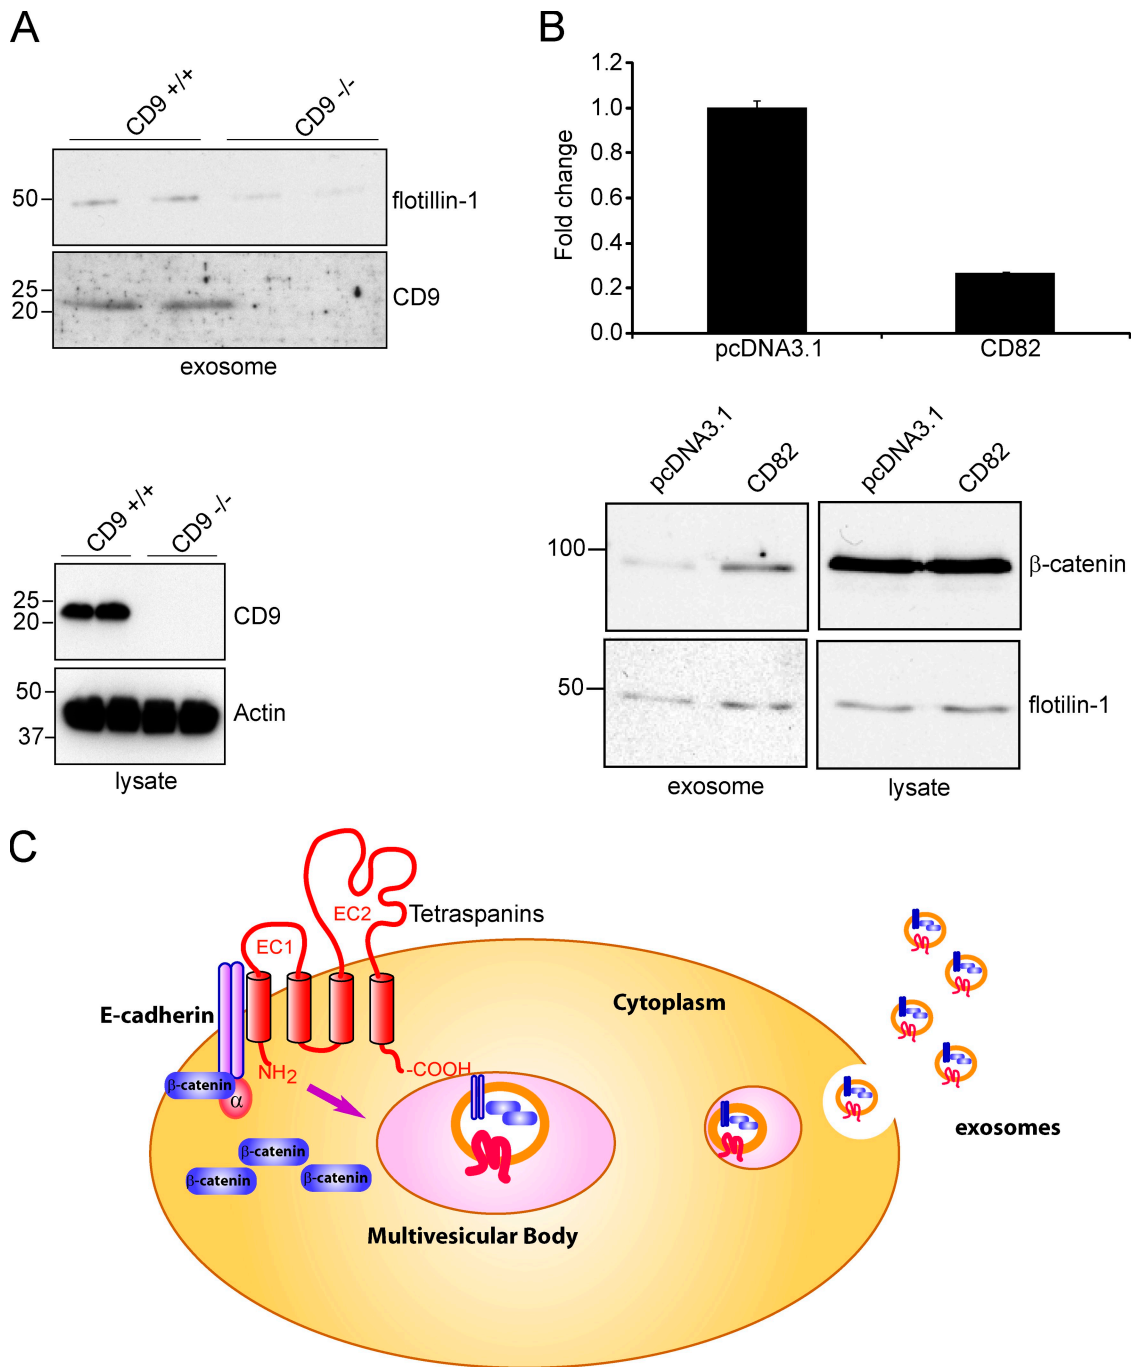 A
CD9 +/+
CD9 -/-
50
flotillin-1
25
20
CD9
exosome
CD9 +/+
CD9 -/-
25
20
CD9
50
37
Actin
lysate
B
Fold change
1.2
1.0
0.8
0.6
0.4
0.2
0.0
pcDNA3.1
CD82
pcDNA3.1
CD82
pcDNA3.1
CD82
100
β-catenin
50
flotilin-1
exosome
lysate
C
EC1
EC2
Tetraspanins
E-cadherin
Cytoplasm
NH2
-COOH
β-catenin
α
β-catenin
β-catenin
β-catenin
Multivesicular Body
exosomes